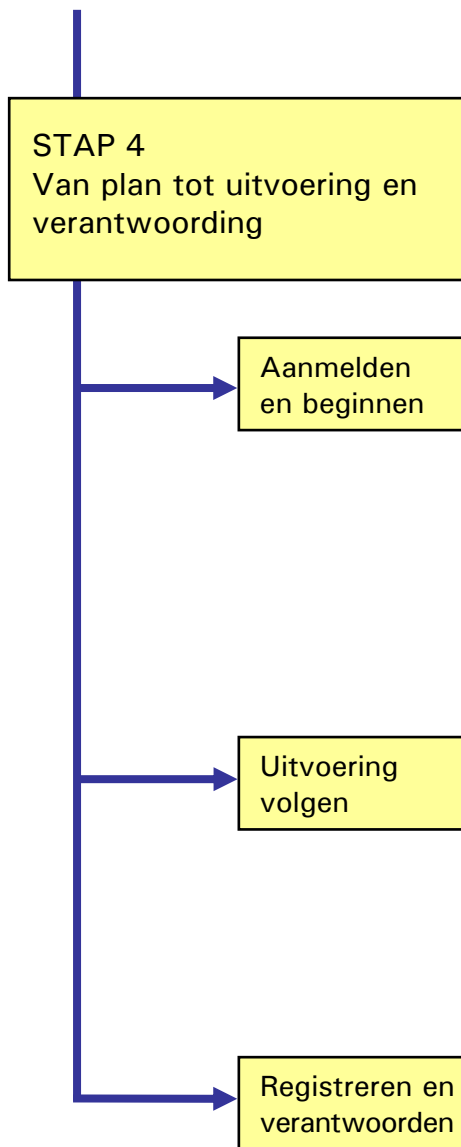 STAP 4
Van plan tot uitvoering en
verantwoording
Aanmelden
en beginnen
Uitvoering
volgen
Registreren en
verantwoorden